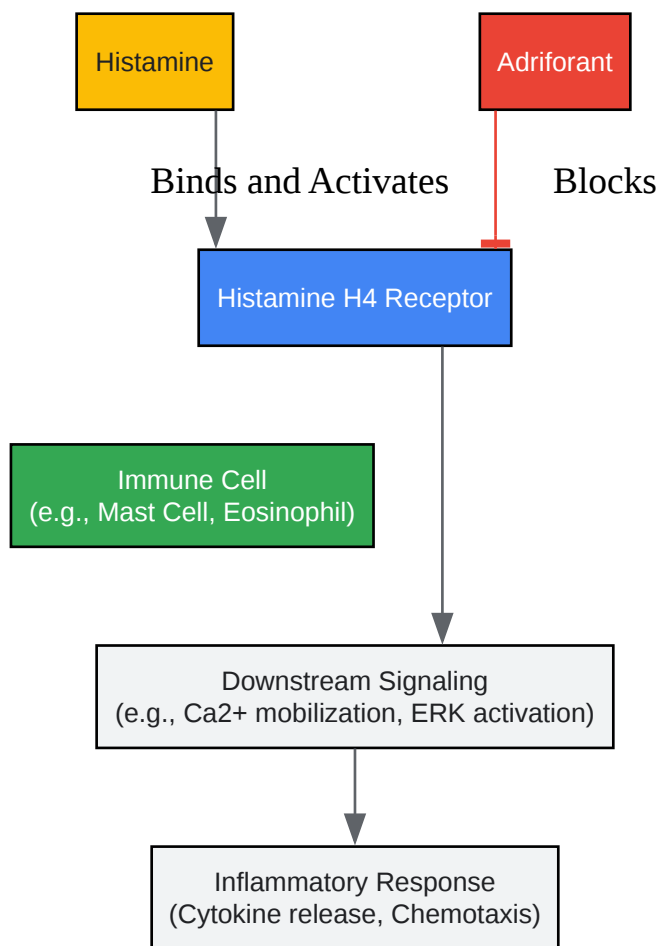 Histamine
Adriforant
Binds and Activates
Blocks
Histamine H4 Receptor
Immune Cell
(e.g., Mast Cell, Eosinophil)
Downstream Signaling
(e.g., Ca2+ mobilization, ERK activation)
Inflammatory Response
(Cytokine release, Chemotaxis)